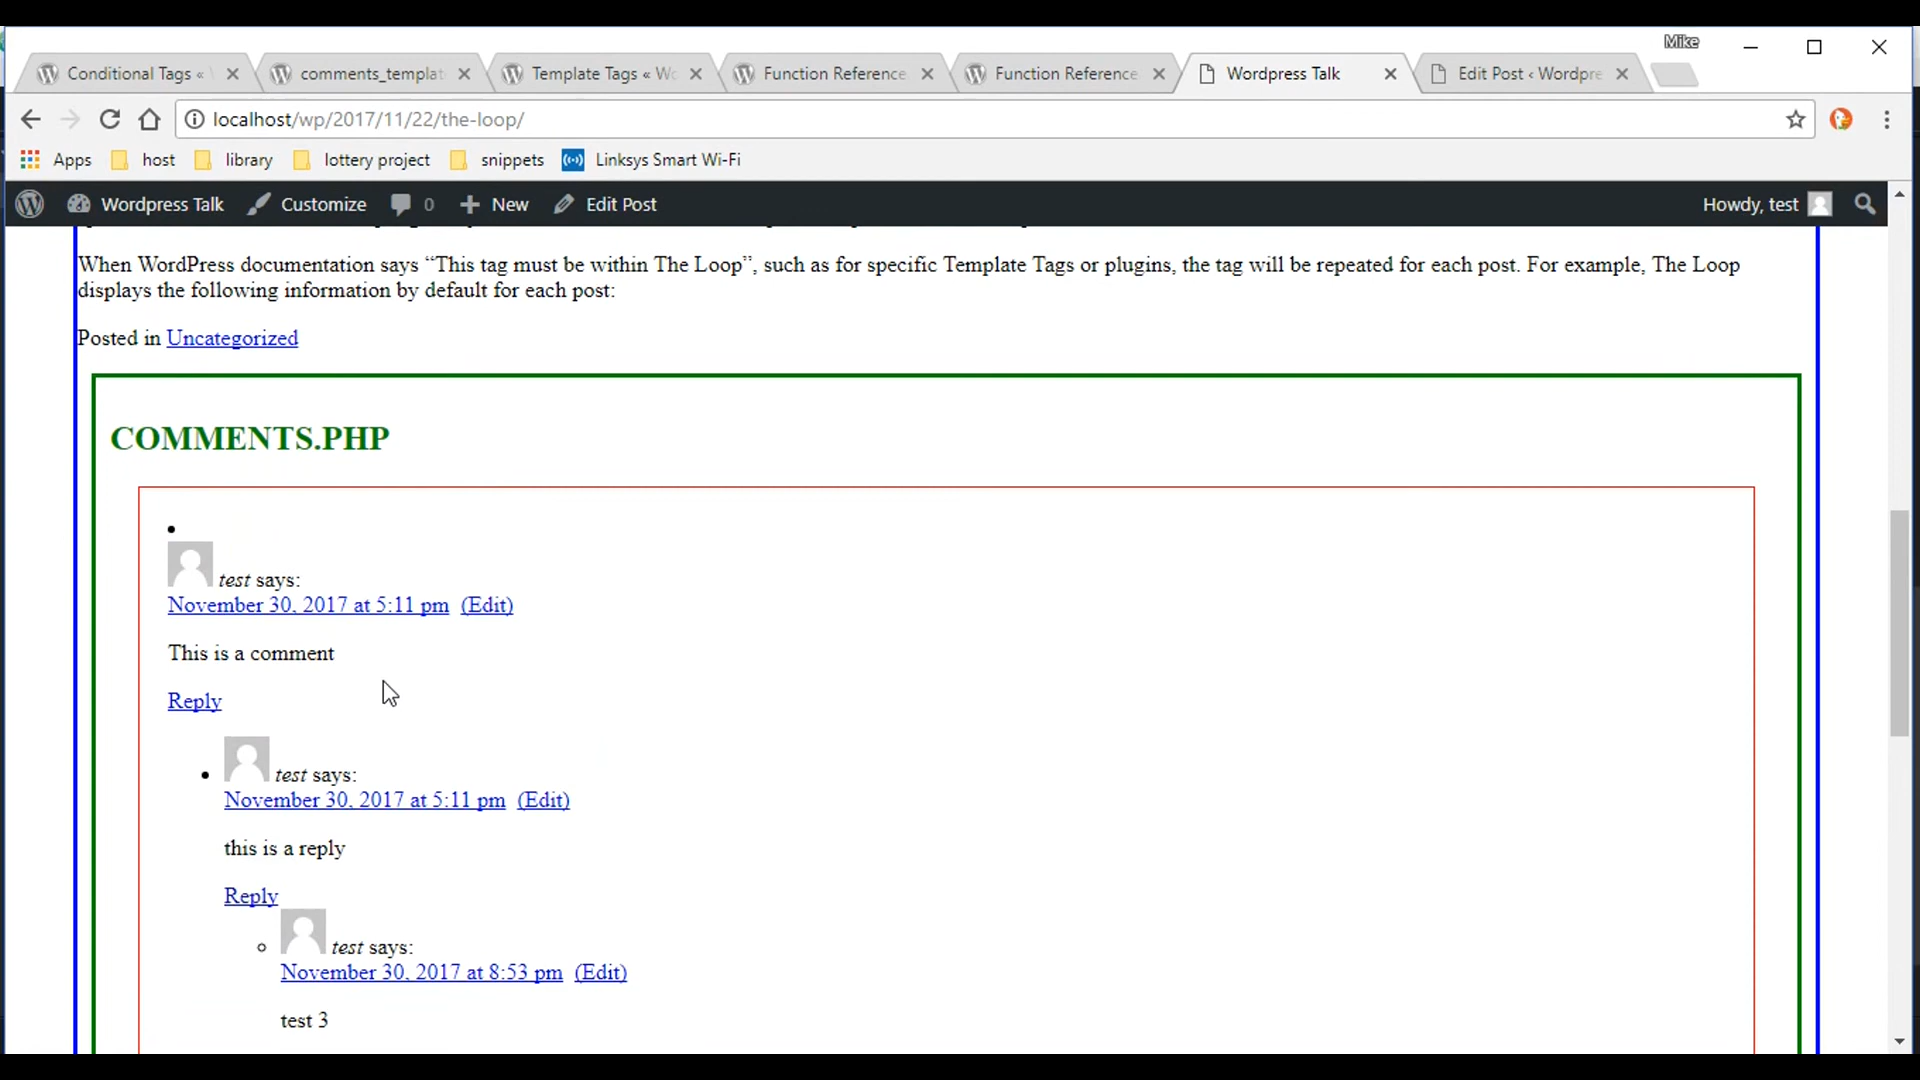 Mike
Conditional Tags «
comments_templat
Template Tags « Wo
Function Reference
Function Reference
Wordpress Talk
Edit Post ‹ Wordpre
localhost/wp/2017/11/22/the-loop/
Apps host library lottery project snippets Linksys Smart Wi-Fi
Wordpress Talk Customize 0 New Edit Post Howdy, test
When WordPress documentation says “This tag must be within The Loop”, such as for specific Template Tags or plugins, the tag will be repeated for each post. For example, The Loop
displays the following information by default for each post:
Posted in Uncategorized
COMMENTS.PHP
test says:
November 30, 2017 at 5:11 pm (Edit)
This is a comment
Reply
test says:
November 30, 2017 at 5:11 pm (Edit)
this is a reply
Reply
test says:
November 30, 2017 at 8:53 pm (Edit)
test 3